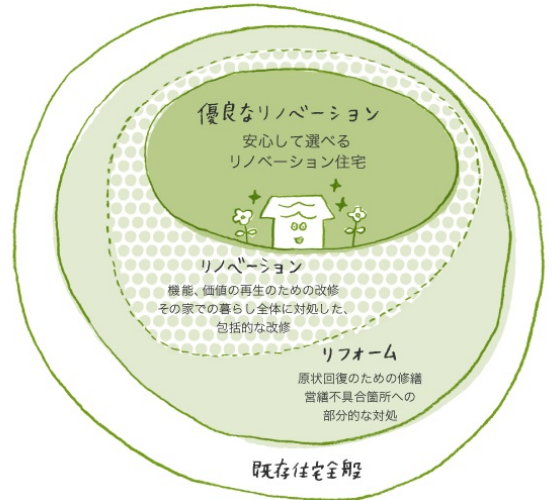 優良なリノベーション
安心して選べる
リノベーション住宅
リノベーション
機能、価値の再生のための改修
その家での暮らし全体に対処した、
包括的な改修
リフォーム
原状回復のための修繕
営繕不具合箇所への
部分的な対処
既存住宅全般